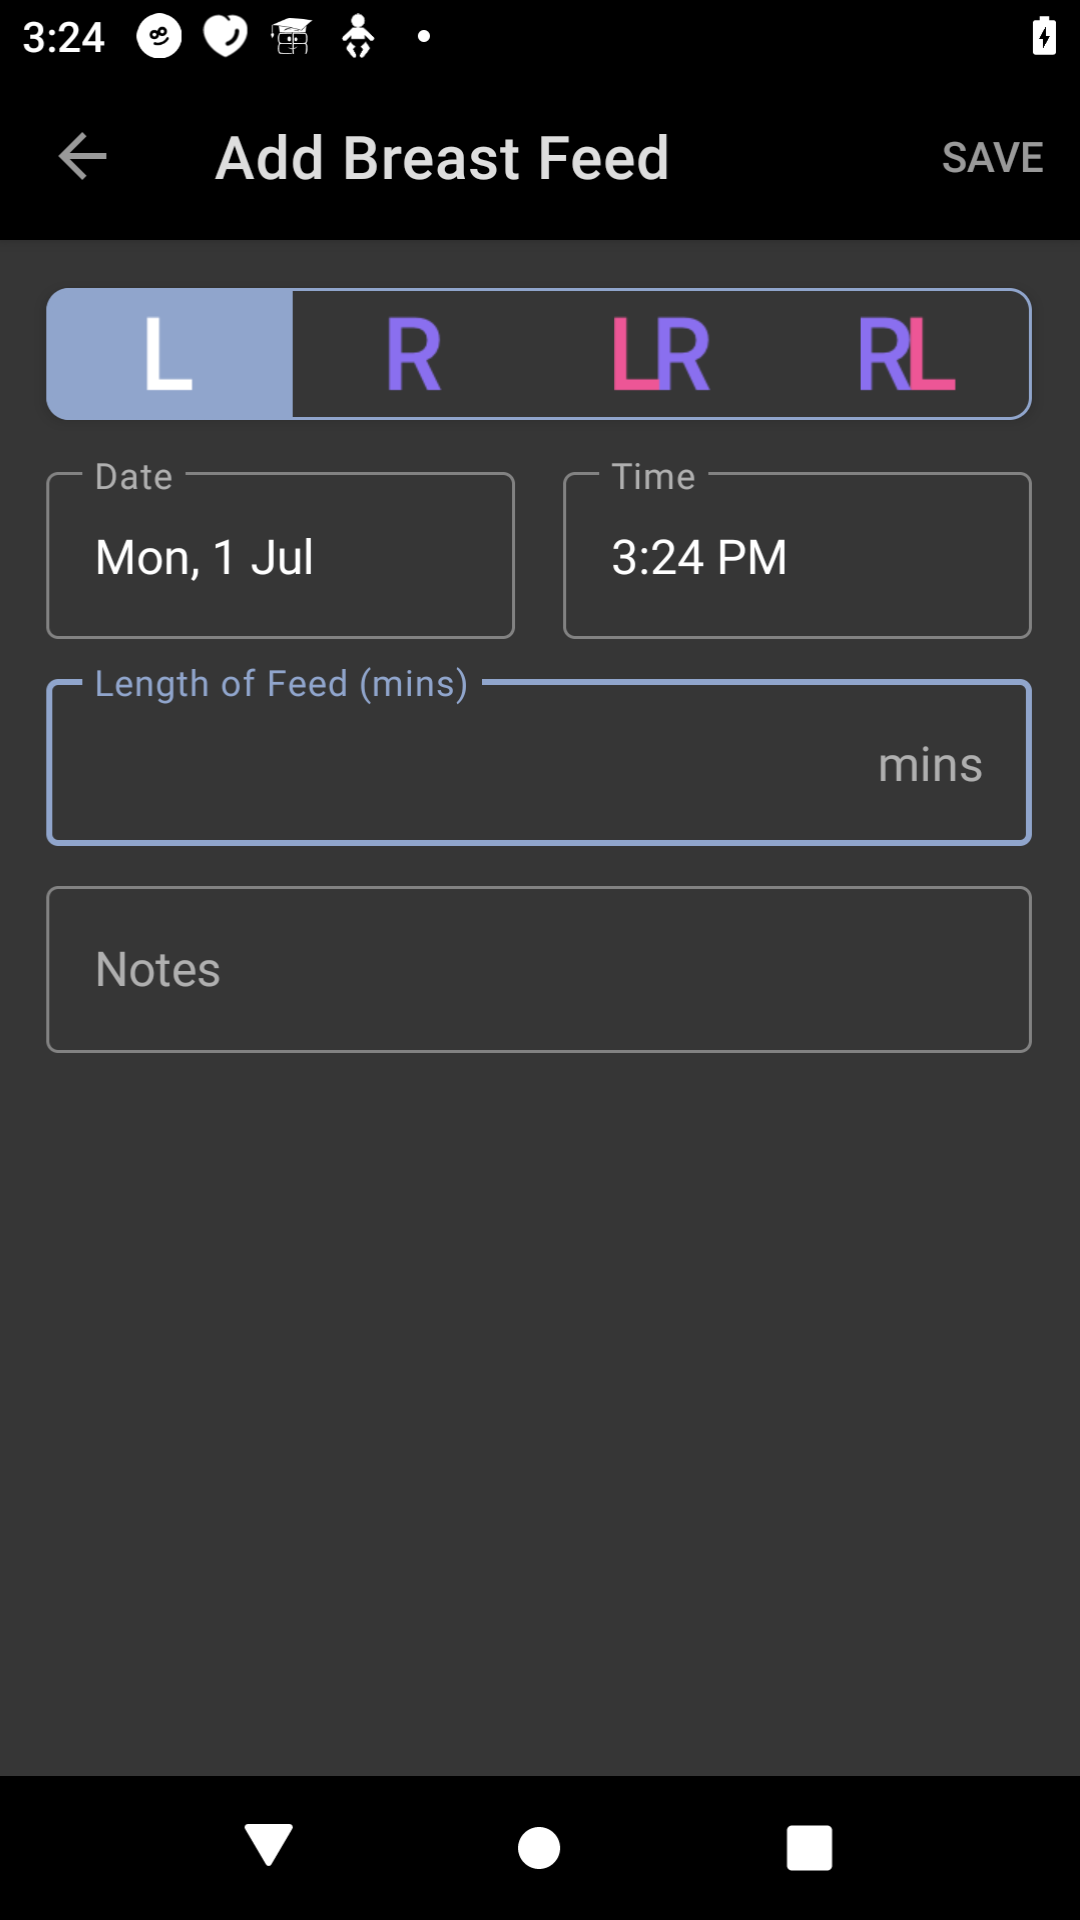 3:24
Add Breast Feed SAVE
L R LR RL
Date Time
Mon, 1 Jul 3:24 PM
Length of Feed (mins)
mins
Notes